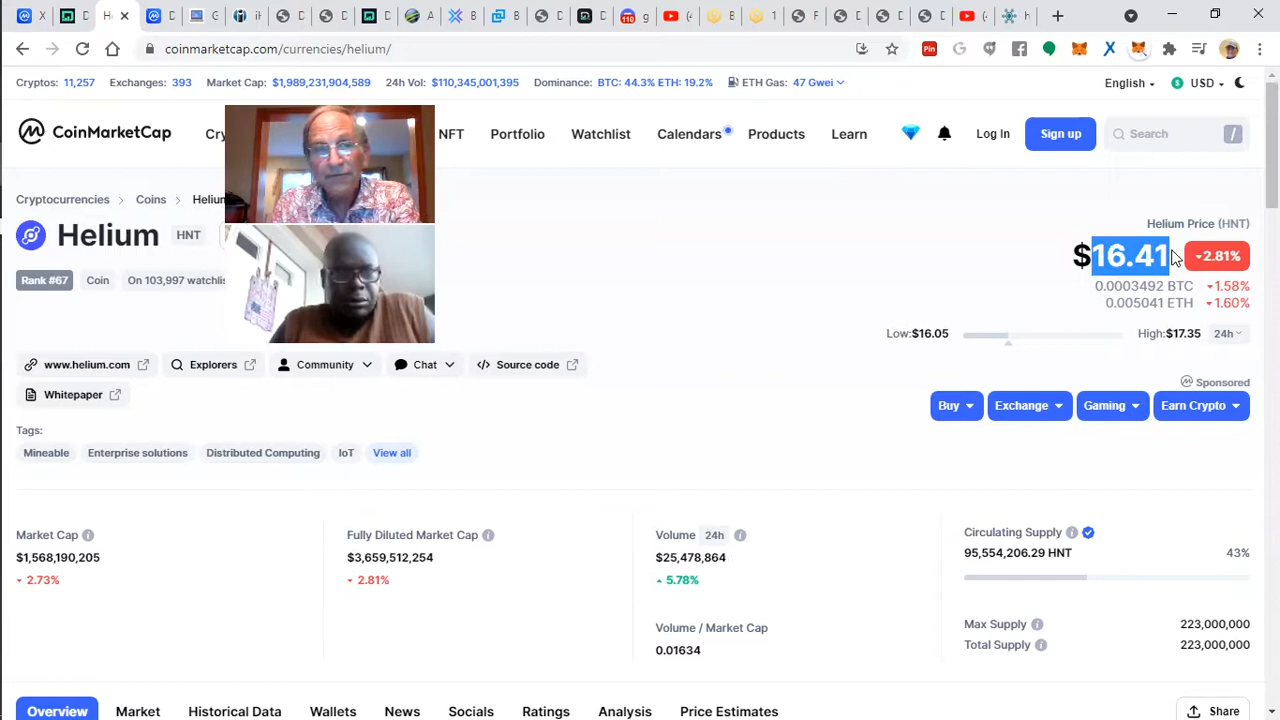 X
He
D
G
if
D
D
D
A
B
D
D
110
g
(
B
1
F
D
D
D
(
h
coinmarketcap.com/currencies/helium/
Cryptos: 11,257 Exchanges: 393 Market Cap: $1,989,231,904,589 24h Vol: $110,345,001,395 Dominance: BTC: 44.3% ETH: 19.2% ETH Gas: 47 Gwei English USD
CoinMarketCap NFT Portfolio Watchlist Calendars Products Learn Log In Sign up Search /
Cryptocurrencies Coins Helium
Helium HNT
Rank #67 Coin On 103,997 watchlis
Helium Price (HNT)
$16.41 2.81%
0.0003492 BTC 1.58%
0.005041 ETH 1.60%
Low:$16.05 High:$17.35 24h
www.helium.com Explorers Community Chat Source code
Whitepaper
Sponsored
Buy Exchange Gaming Earn Crypto
Tags:
Mineable Enterprise solutions Distributed Computing IoT View all
Market Cap
$1,568,190,205
2.73%
Fully Diluted Market Cap
$3,659,512,254
2.81%
Volume 24h
$25,478,864
5.78%
Volume / Market Cap
0.01634
Circulating Supply
95,554,206.29 HNT 43%
Max Supply 223,000,000
Total Supply 223,000,000
Overview Market Historical Data Wallets News Socials Ratings Analysis Price Estimates Share